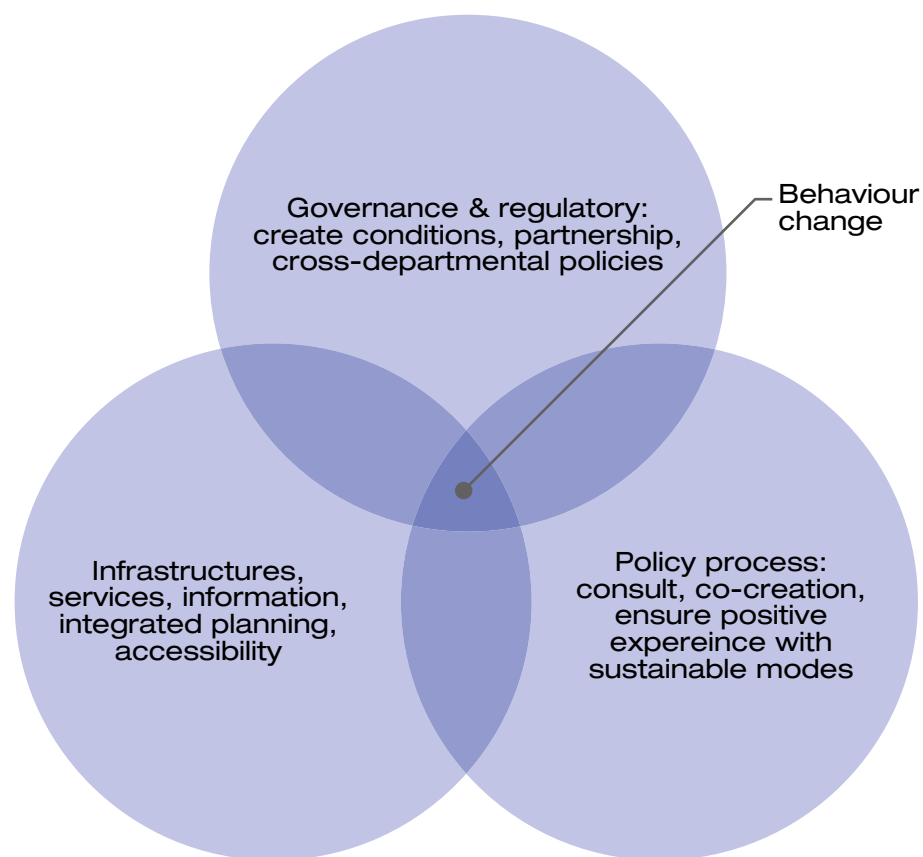 Governance & regulatory:
create conditions, partnership,
cross-departmental policies
Behaviour
change
Infrastructures,
services, information,
integrated planning,
accessibility
Policy process:
consult, co-creation,
ensure positive
expereince with
sustainable modes